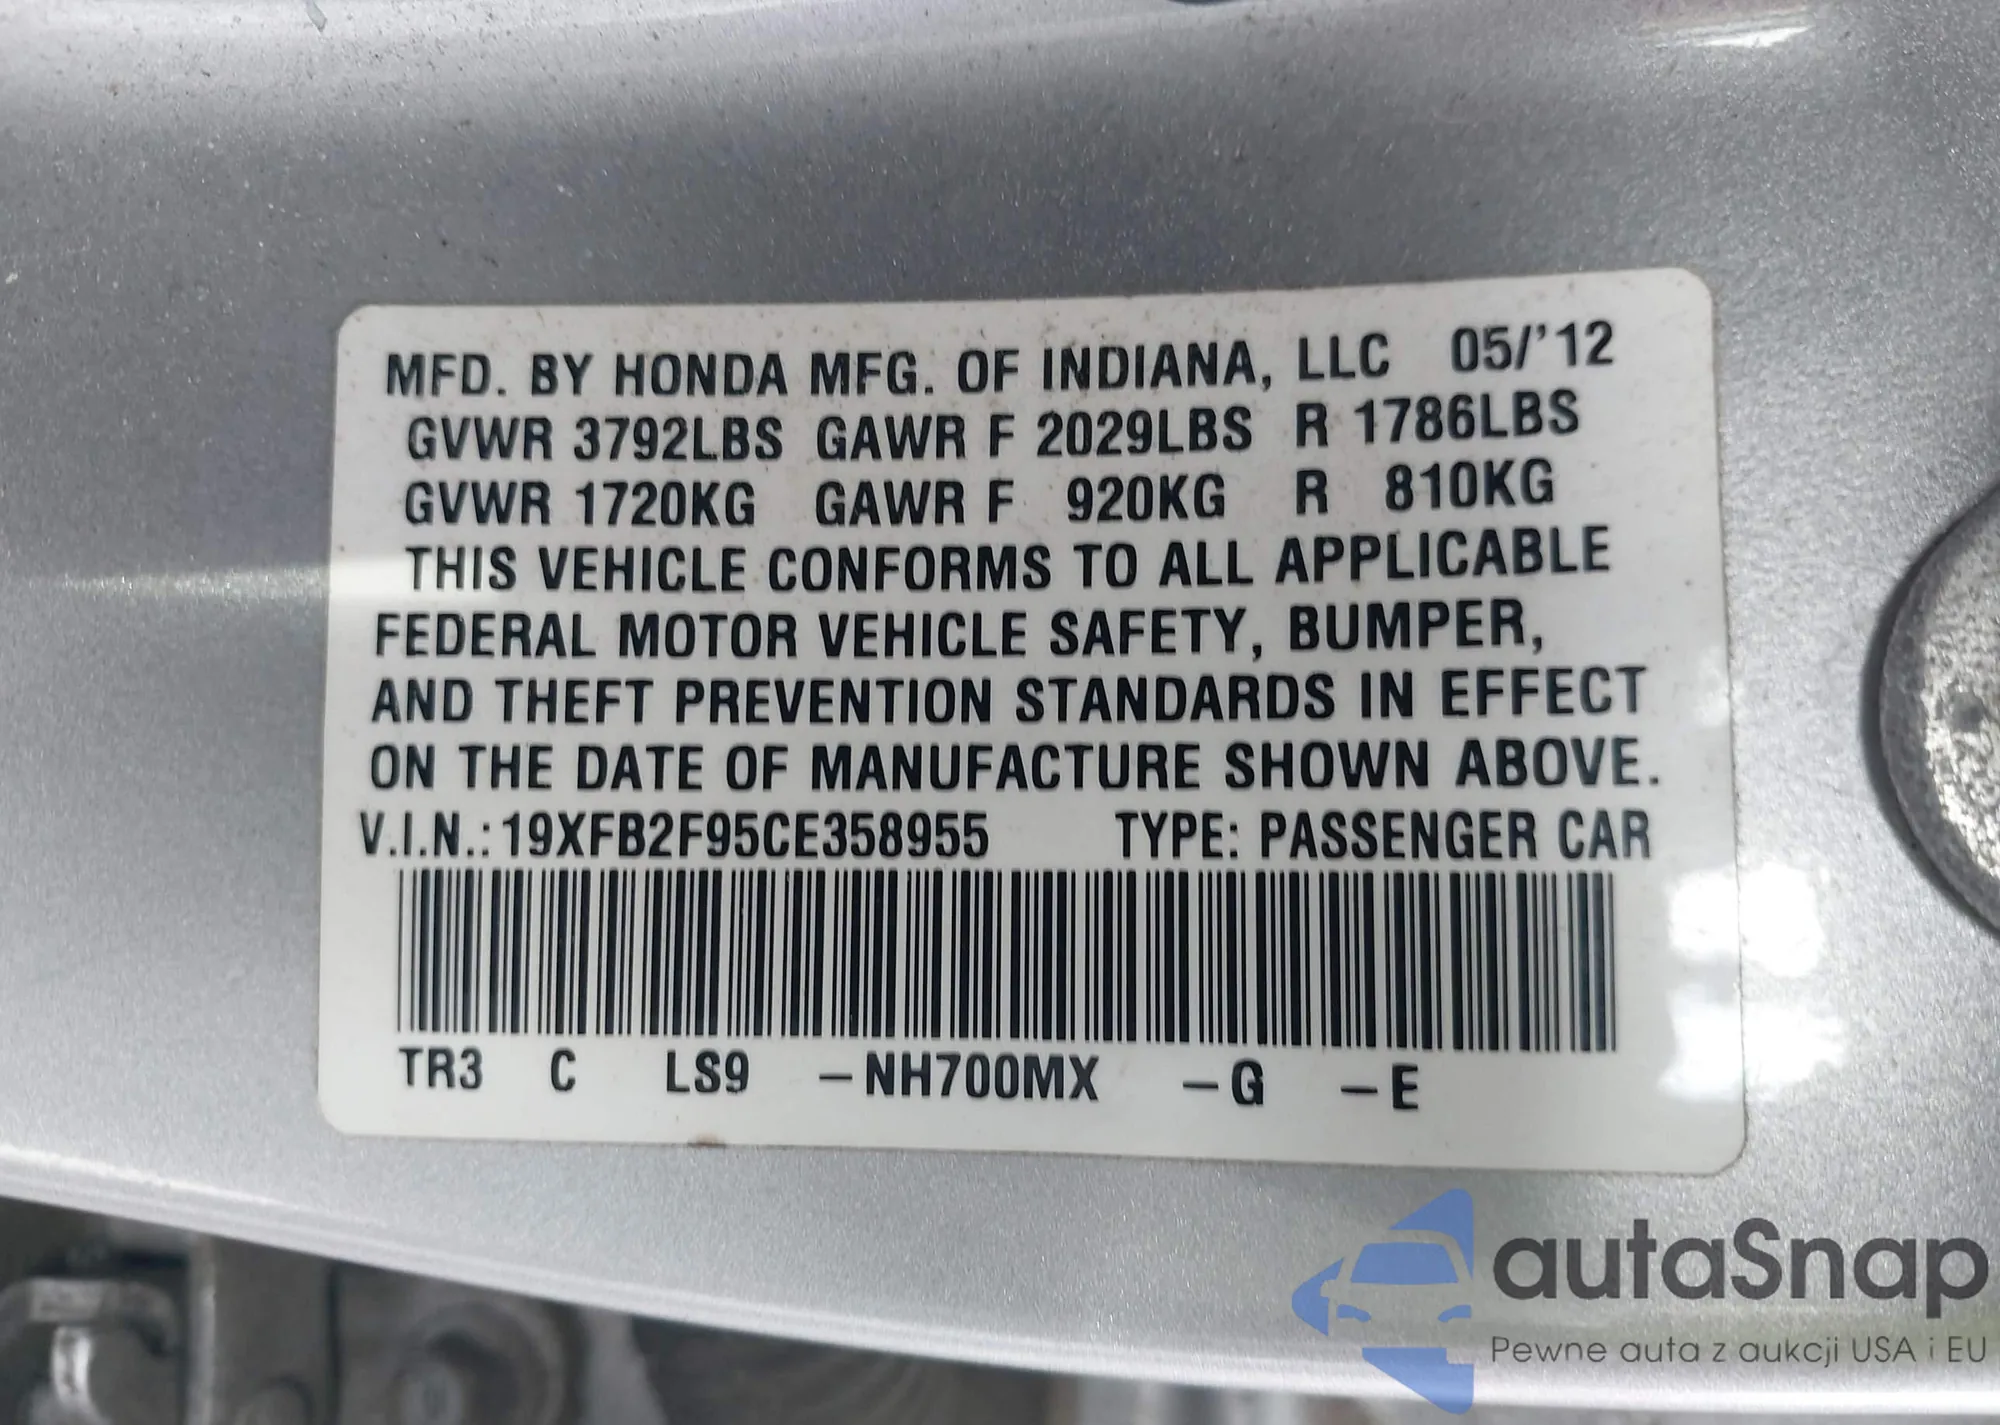 MFD. BY HONDA MFG. OF INDIANA, LLC 05/'12
GVWR 3792LBS GAWR F 2029LBS R 1786LBS
GVWR 1720KG GAWR F 920KG R 810KG
THIS VEHICLE CONFORMS TO ALL APPLICABLE
FEDERAL MOTOR VEHICLE SAFETY, BUMPER,
AND THEFT PREVENTION STANDARDS IN EFFECT
ON THE DATE OF MANUFACTURE SHOWN ABOVE.
V.I.N.: 19XFB2F95CE358955 TYPE: PASSENGER CAR
TR3 C LS9 -NH700MX -G -E
autaSnap
Pewne auta z aukcji USA i EU